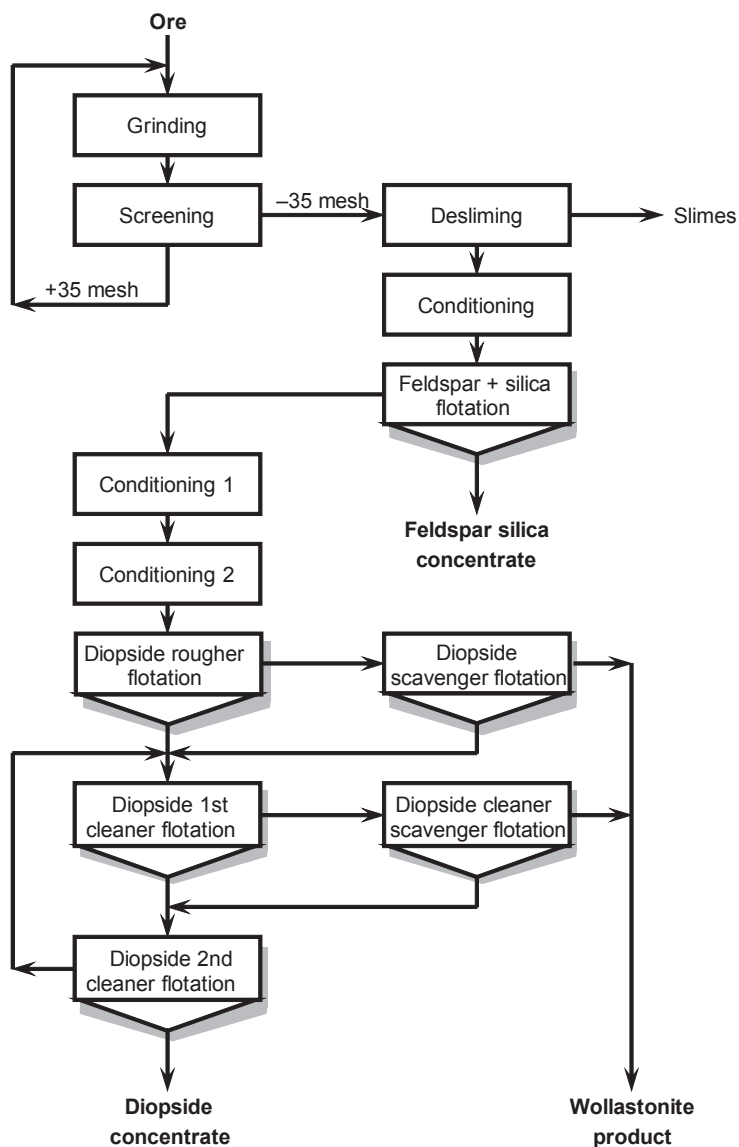 Ore
Grinding
Screening
–35 mesh
Desliming
Slimes
+35 mesh
Conditioning
Feldspar + silica
flotation
Conditioning 1
Feldspar silica
concentrate
Conditioning 2
Diopside rougher
flotation
Diopside
scavenger flotation
Diopside 1st
cleaner flotation
Diopside cleaner
scavenger flotation
Diopside 2nd
cleaner flotation
Diopside
concentrate
Wollastonite
product